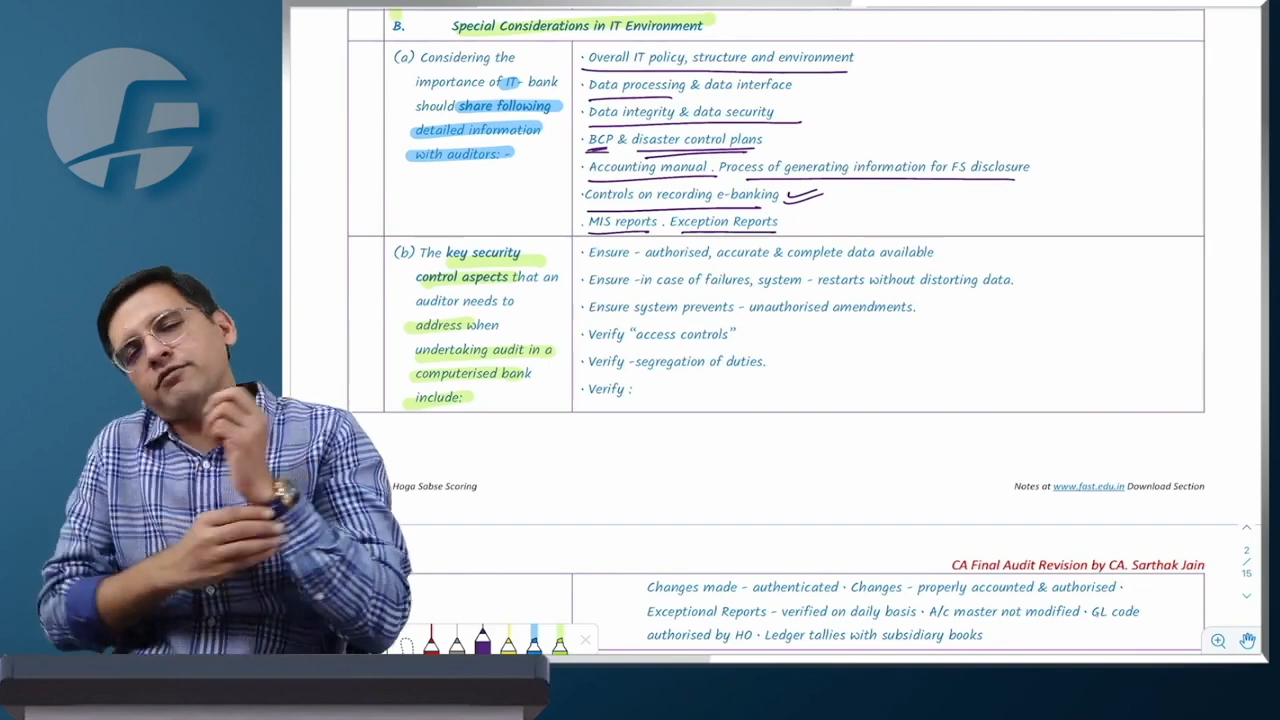 B. Special Considerations in IT Environment
(a) Considering the
importance of IT- bank
should share following
detailed information
with auditors: -
· Overall IT policy, structure and environment
· Data processing & data interface
· Data integrity & data security
· BCP & disaster control plans
· Accounting manual . Process of generating information for FS disclosure
·Controls on recording e-banking
. MIS reports . Exception Reports
(b) The key security
control aspects that an
auditor needs to
address when
undertaking audit in a
computerised bank
include:
· Ensure - authorised, accurate & complete data available
· Ensure -in case of failures, system - restarts without distorting data.
· Ensure system prevents - unauthorised amendments.
· Verify “access controls”
· Verify -segregation of duties.
· Verify :
Hoga Sabse Scoring
Notes at www.fast.edu.in Download Section
2
/
15
CA Final Audit Revision by CA. Sarthak Jain
Changes made - authenticated · Changes - properly accounted & authorised ·
Exceptional Reports - verified on daily basis · A/c master not modified · GL code
authorised by HO · Ledger tallies with subsidiary books